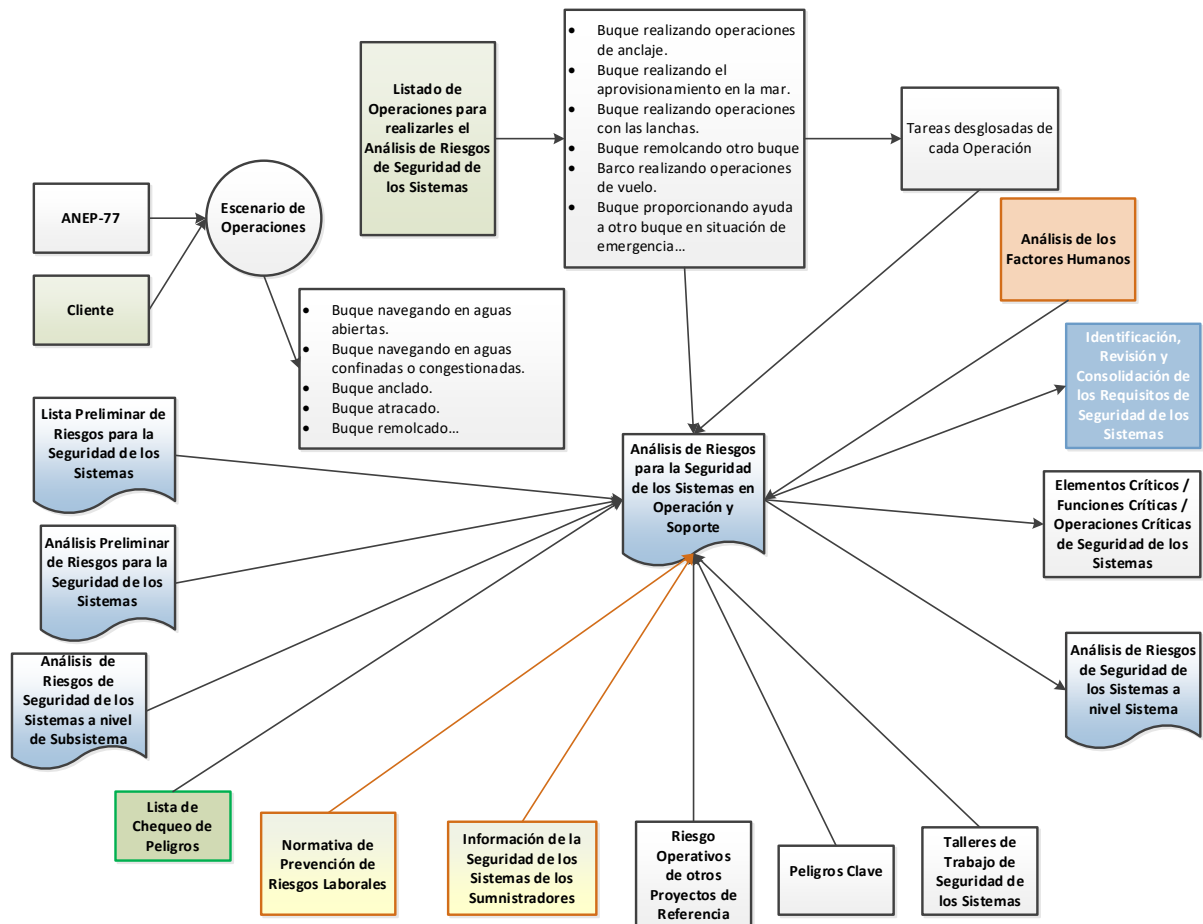 Listado de
Operaciones para
realizarles el
Análisis de Riesgos
de Seguridad de
los Sistemas
• Buque realizando operaciones
de anclaje.
• Buque realizando el
aprovisionamiento en la mar.
• Buque realizando operaciones
con las lanchas.
• Buque remolcando otro buque
• Barco realizando operaciones
de vuelo.
• Buque proporcionando ayuda
a otro buque en situación de
emergencia…
Tareas desglosadas de
cada Operación
ANEP-77
Cliente
Escenario de
Operaciones
• Buque navegando en aguas
abiertas.
• Buque navegando en aguas
confinadas o congestionadas.
• Buque anclado.
• Buque atracado.
• Buque remolcado…
Análisis de los
Factores Humanos
Identificación,
Revisión y
Consolidación de
los Requisitos de
Seguridad de los
Sistemas
Lista Preliminar de
Riesgos para la
Seguridad de los
Sistemas
Análisis de Riesgos
para la Seguridad
de los Sistemas en
Operación y
Soporte
Elementos Críticos /
Funciones Críticas /
Operaciones Críticas
de Seguridad de los
Sistemas
Análisis Preliminar
de Riesgos para la
Seguridad de los
Sistemas
Análisis de
Riesgos de
Seguridad de los
Sistemas a nivel
de Subsistema
Análisis de Riesgos
de Seguridad de
los Sistemas a
nivel Sistema
Lista de
Chequeo de
Peligros
Normativa de
Prevención de
Riesgos Laborales
Información de la
Seguridad de los
Sistemas de los
Sumnistradores
Riesgo
Operativos de
otros
Proyectos de
Referencia
Peligros Clave
Talleres de
Trabajo de
Seguridad de
los Sistemas